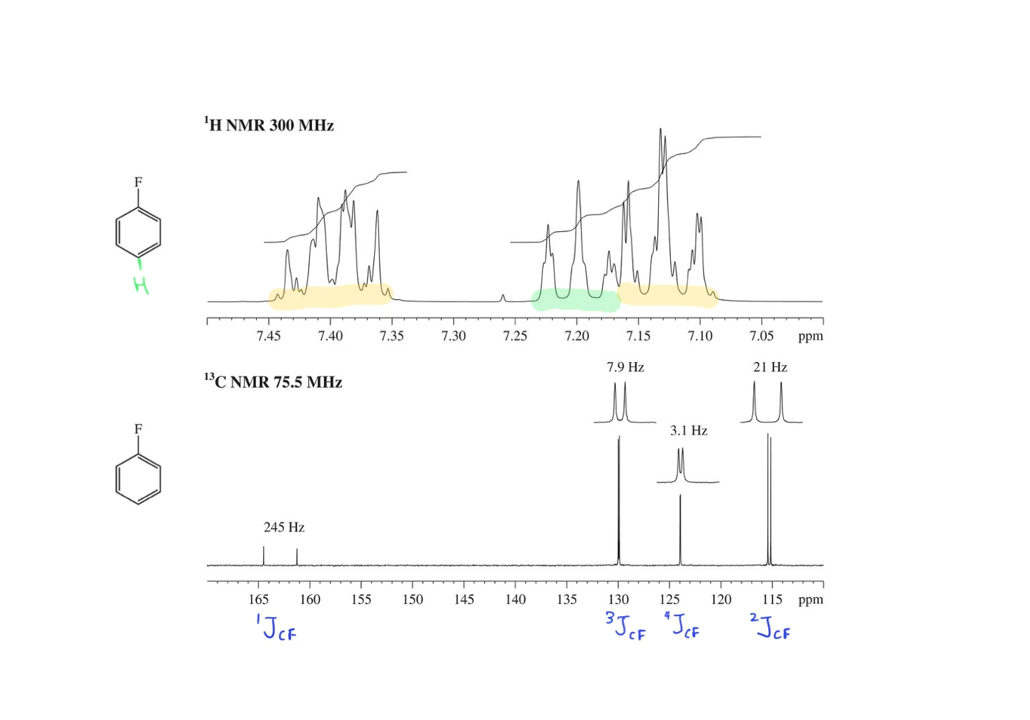 ¹H NMR 300 MHz
F
H
7.45 7.40 7.35 7.30 7.25 7.20 7.15 7.10 7.05 ppm
¹³C NMR 75.5 MHz
7.9 Hz 21 Hz
3.1 Hz
F
245 Hz
165 160 155 150 145 140 135 130 125 120 115 ppm
¹JCF ³JCF ⁴JCF ²JCF